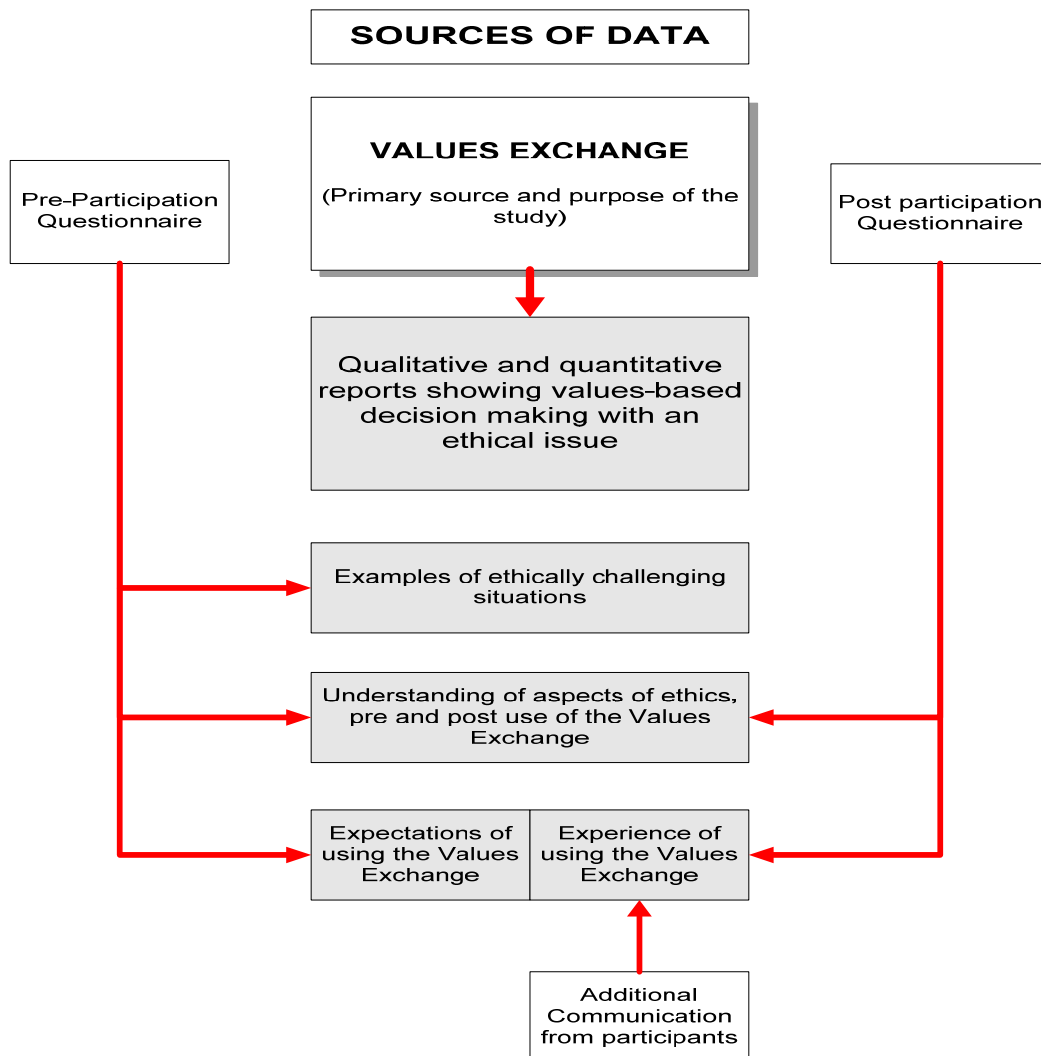 SOURCES OF DATA
VALUES EXCHANGE
(Primary source and purpose of the
study)
Pre-Participation
Questionnaire
Post participation
Questionnaire
Qualitative and quantitative
reports showing values-based
decision making with an
ethical issue
Examples of ethically challenging
situations
Understanding of aspects of ethics,
pre and post use of the Values
Exchange
Expectations of
using the Values
Exchange
Experience of
using the Values
Exchange
Additional
Communication
from participants